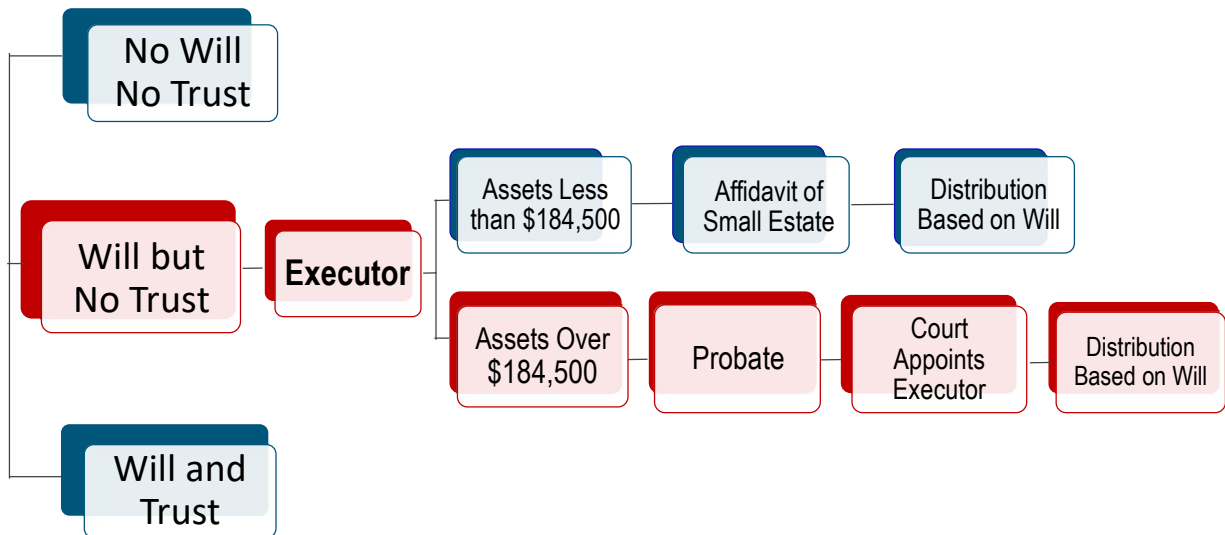 No Will
No Trust
Will but
No Trust
Executor
Assets Less
than $184,500
Affidavit of
Small Estate
Distribution
Based on Will
Assets Over
$184,500
Probate
Court
Appoints
Executor
Distribution
Based on Will
Will and
Trust